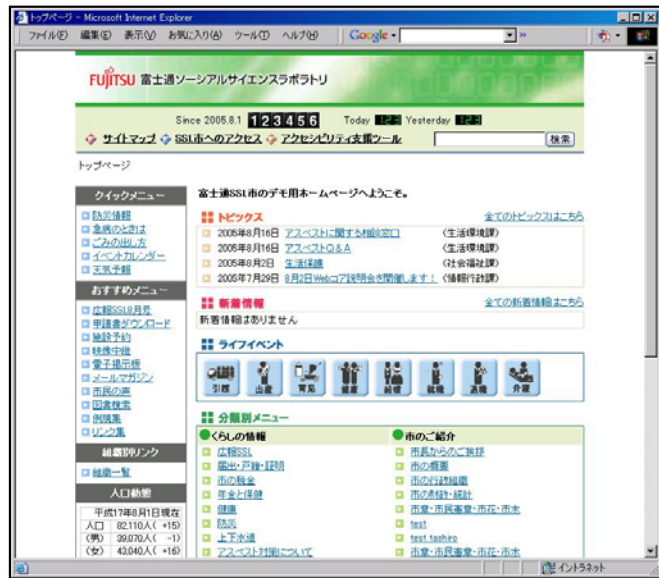 トップページ - Microsoft Internet Explorer
ファイル(F) 編集(E) 表示(V) お気に入り(A) ツール(T) ヘルプ(H) Google
FUJITSU 富士通ソーシアルサイエンスラボラトリ
Since 2005.8.1 123456 Today 123 Yesterday 123
サイトマップ SSL市へのアクセス アクセシビリティ支援ツール 検索
トップページ
クイックメニュー
防災情報
急病のときは
ごみの出し方
イベントカレンダー
天気予報
おすすめメニュー
広報SSL8月号
申請書ダウンロード
施設予約
映像中継
電子掲示板
メールマガジン
市民の声
図書検索
例規集
リンク集
組織別リンク
組織一覧
人口動態
平成17年8月1日現在
人口 82,110人( +15)
(男) 39,070人( -1)
(女) 43,040人( +16)
富士通SSL市のデモ用ホームページへようこそ。
トピックス 全てのトピックスはこちら
2005年8月16日 アスベストに関する相談窓口 (生活環境課)
2005年8月16日 アスベストQ&A (生活環境課)
2005年8月2日 生活保護 (社会福祉課)
2005年7月29日 8月2日Webコア説明会を開催します! (情報行政課)
新着情報 全ての新着情報はこちら
新着情報はありません
ライフイベント
引越 出産 育児 健康 結婚 就職 退職 介護
分類別メニュー
くらしの情報
広報SSL
届出・戸籍・証明
市の税金
年金と保健
健康
防災
上下水道
アスベスト対策について
市のご紹介
市長からのご挨拶
市の概要
市の行政組織
市の財政・統計
市章・市民憲章・市花・市木
test
test tashiro
市章・市民憲章・市花・市木
イントラネット